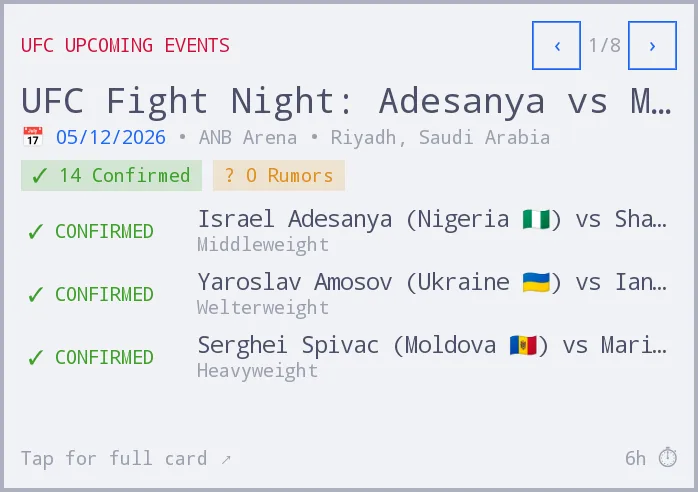 UFC UPCOMING EVENTS
‹ 1/8 ›
UFC Fight Night: Adesanya vs M…
📅 05/12/2026 • ANB Arena • Riyadh, Saudi Arabia
✓ 14 Confirmed ? 0 Rumors
✓ CONFIRMED Israel Adesanya (Nigeria 🇳🇬) vs Sha…
Middleweight
✓ CONFIRMED Yaroslav Amosov (Ukraine 🇺🇦) vs Ian…
Welterweight
✓ CONFIRMED Serghei Spivac (Moldova 🇲🇩) vs Mari…
Heavyweight
Tap for full card ↗
6h ⏱